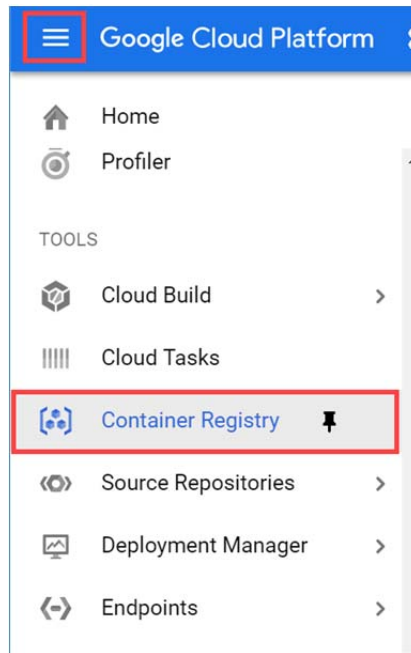 Google Cloud Platform
Home
Profiler
TOOLS
Cloud Build
Cloud Tasks
Container Registry
Source Repositories
Deployment Manager
Endpoints